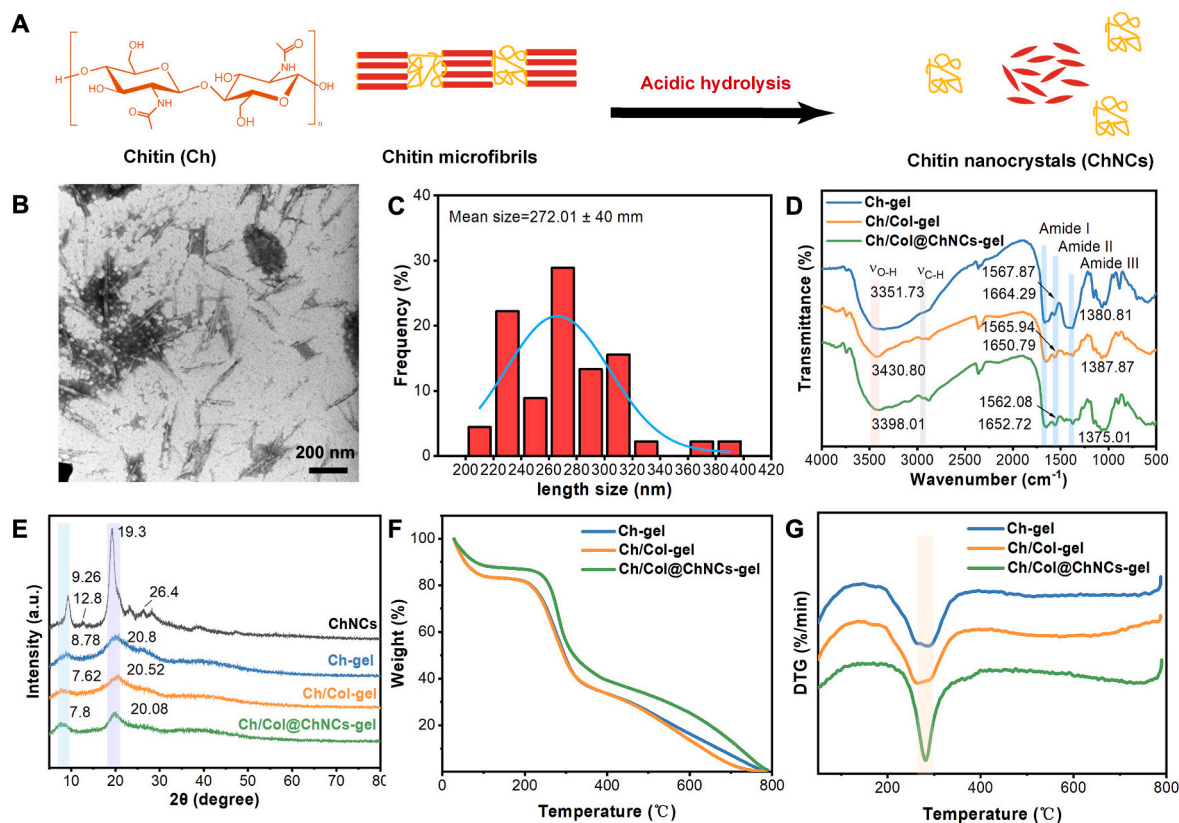 A
H
HO
OH
O
HO
NH
O
O
O
NH
HO
O
OH
OH
n
Acidic hydrolysis
Chitin (Ch)
Chitin microfibrils
Chitin nanocrystals (ChNCs)
B
200 nm
C
Mean size=272.01 ± 40 mm
Frequency (%)
40
30
20
10
0
200 220 240 260 280 300 320 340 360 380 400 420
length size (nm)
D
Ch-gel
Ch/Col-gel
Ch/Col@ChNCs-gel
Amide I
Amide II
Amide III
νO-H
νC-H
3351.73
1567.87
1664.29
1380.81
1565.94
1650.79
1387.87
3430.80
1562.08
1652.72
1375.01
3398.01
Transmittance (%)
4000 3500 3000 2500 2000 1500 1000 500
Wavenumber (cm⁻¹)
E
19.3
9.26
12.8
26.4
ChNCs
8.78
20.8
Ch-gel
7.62
20.52
Ch/Col-gel
7.8
20.08
Ch/Col@ChNCs-gel
Intensity (a.u.)
10 20 30 40 50 60 70 80
2θ (degree)
F
Ch-gel
Ch/Col-gel
Ch/Col@ChNCs-gel
Weight (%)
100
80
60
40
20
0 200 400 600 800
Temperature (℃)
G
Ch-gel
Ch/Col-gel
Ch/Col@ChNCs-gel
DTG (%/min)
200 400 600 800
Temperature (℃)